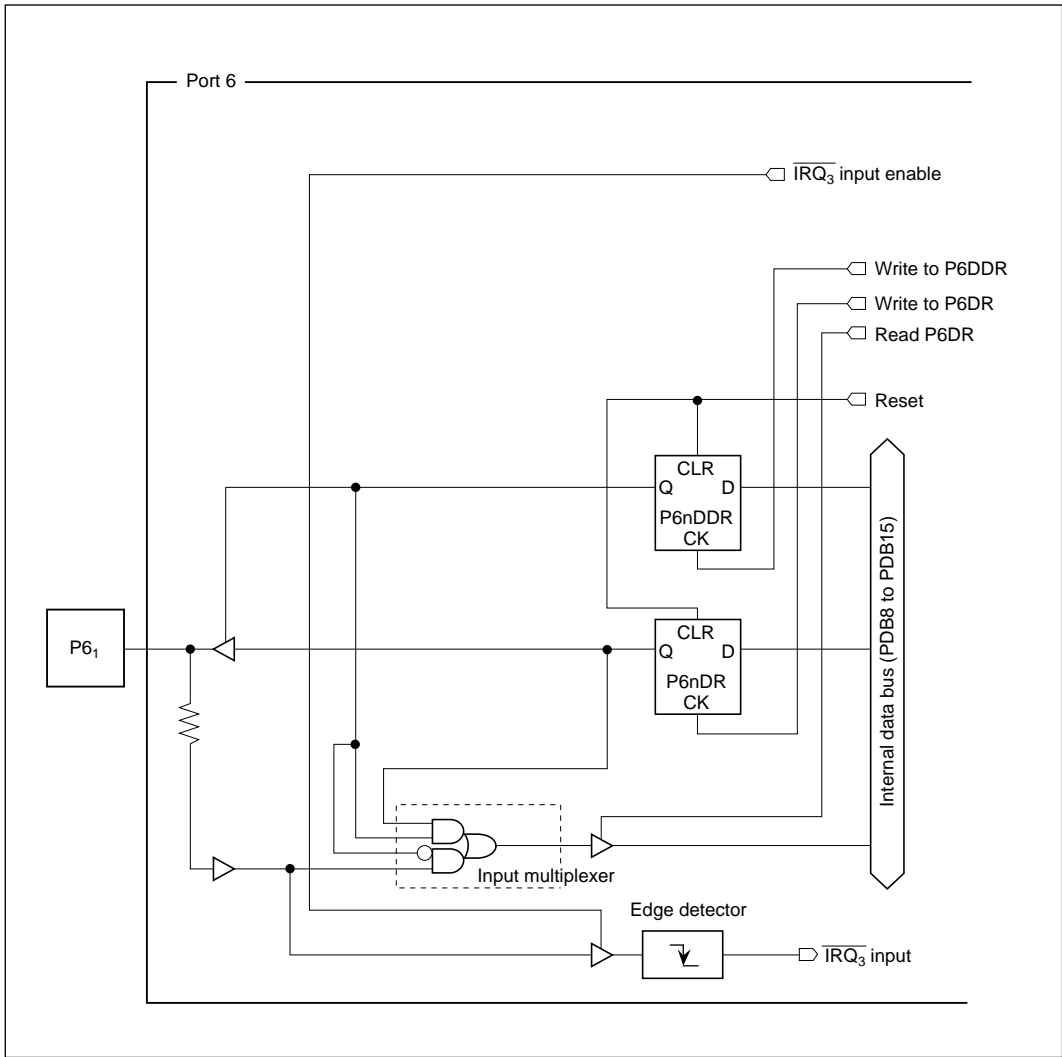 Port 6
IRQ₃ input enable
Write to P6DDR
Write to P6DR
Read P6DR
Reset
CLR
Q D
P6nDDR
CK
Internal data bus (PDB8 to PDB15)
P6₁
CLR
Q D
P6nDR
CK
Input multiplexer
Edge detector
IRQ₃ input